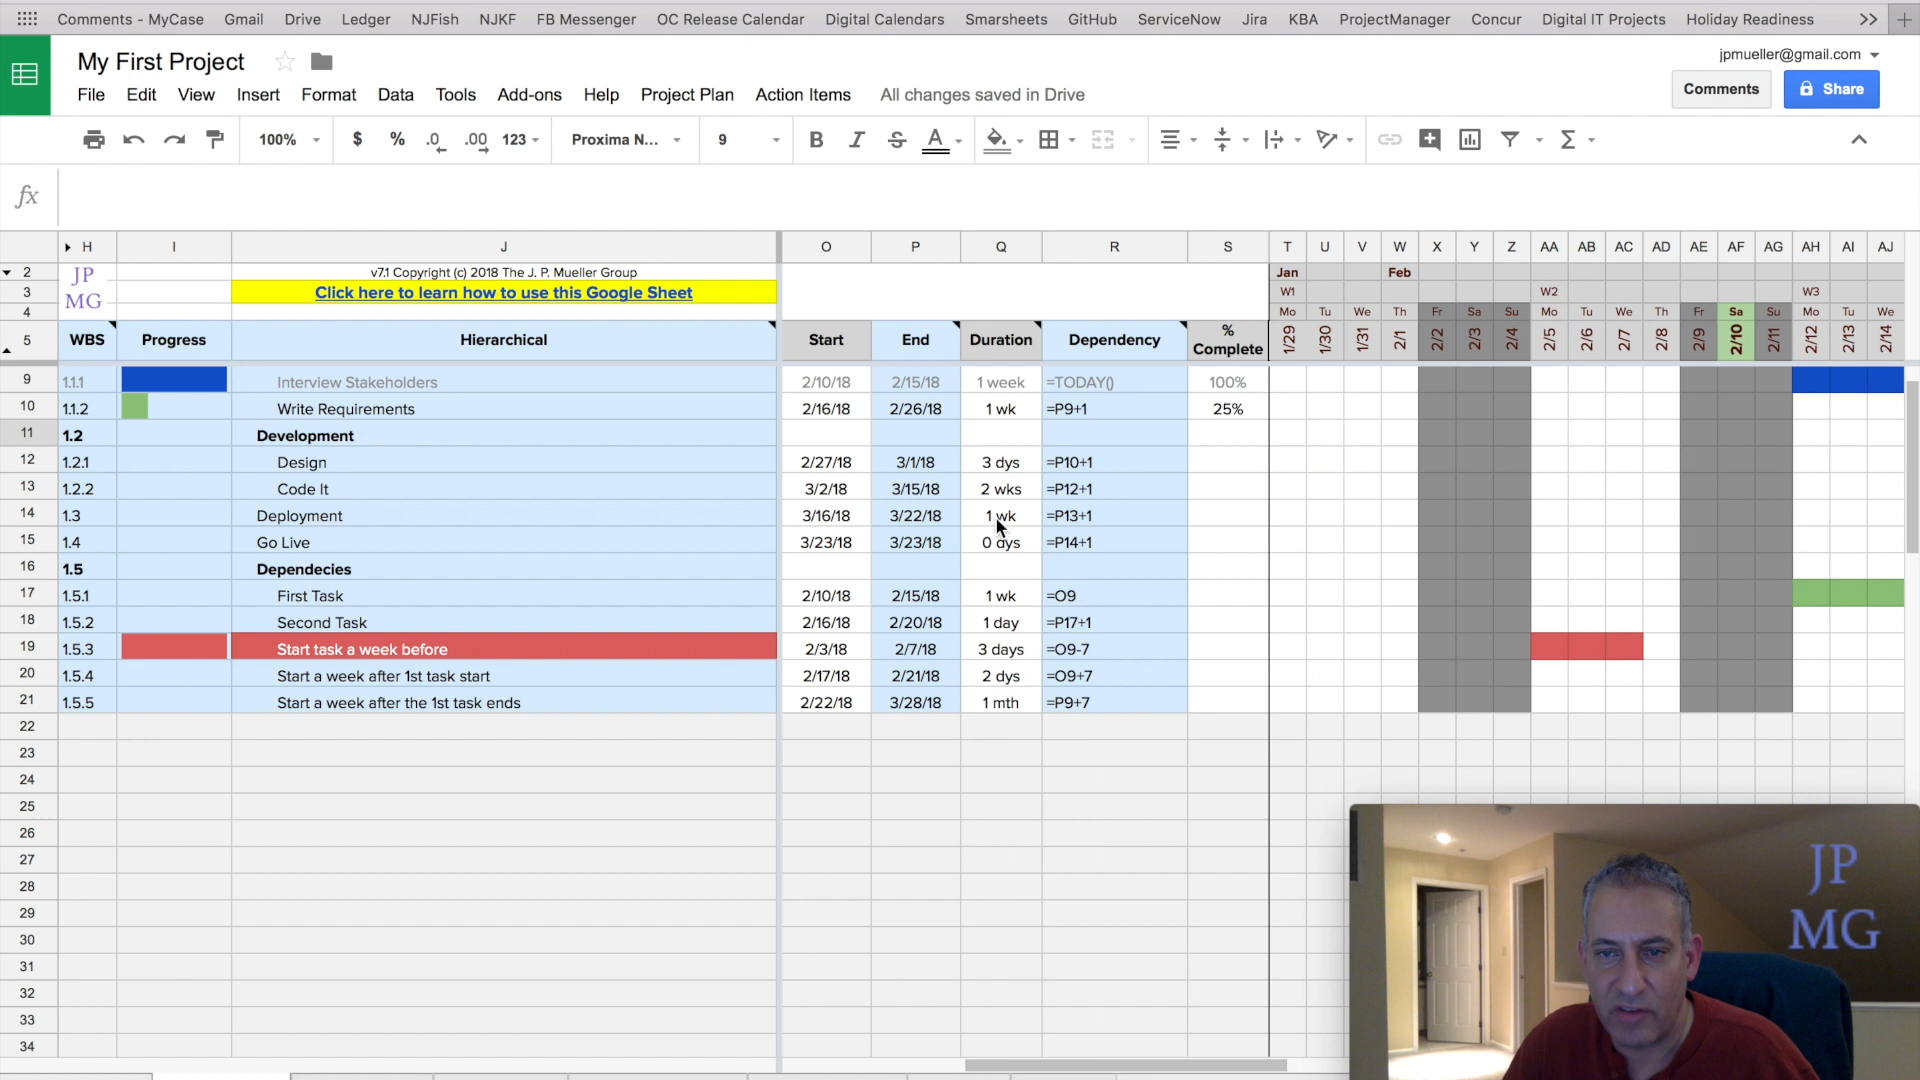 Comments - MyCase Gmail Drive Ledger NJFish NJKF FB Messenger OC Release Calendar Digital Calendars Smarsheets GitHub ServiceNow Jira KBA ProjectManager Concur Digital IT Projects Holiday Readiness >> +
My First Project jpmueller@gmail.com
File Edit View Insert Format Data Tools Add-ons Help Project Plan Action Items All changes saved in Drive Comments Share
100% $ % .0 .00 123 Proxima N... 9 B I S A Σ
fx
H I J O P Q R S T U V W X Y Z AA AB AC AD AE AF AG AH AI AJ
2 JP v7.1 Copyright (c) 2018 The J. P. Mueller Group Jan Feb
3 MG Click here to learn how to use this Google Sheet W1 W2 W3
4 Mo Tu We Th Fr Sa Su Mo Tu We Th Fr Sa Su Mo Tu We
5 WBS Progress Hierarchical Start End Duration Dependency % Complete 1/29 1/30 1/31 2/1 2/2 2/3 2/4 2/5 2/6 2/7 2/8 2/9 2/10 2/11 2/12 2/13 2/14
9 1.1.1 Interview Stakeholders 2/10/18 2/15/18 1 week =TODAY() 100%
10 1.1.2 Write Requirements 2/16/18 2/26/18 1 wk =P9+1 25%
11 1.2 Development
12 1.2.1 Design 2/27/18 3/1/18 3 dys =P10+1
13 1.2.2 Code It 3/2/18 3/15/18 2 wks =P12+1
14 1.3 Deployment 3/16/18 3/22/18 1 wk =P13+1
15 1.4 Go Live 3/23/18 3/23/18 0 dys =P14+1
16 1.5 Dependecies
17 1.5.1 First Task 2/10/18 2/15/18 1 wk =O9
18 1.5.2 Second Task 2/16/18 2/20/18 1 day =P17+1
19 1.5.3 Start task a week before 2/3/18 2/7/18 3 days =O9-7
20 1.5.4 Start a week after 1st task start 2/17/18 2/21/18 2 dys =O9+7
21 1.5.5 Start a week after the 1st task ends 2/22/18 3/28/18 1 mth =P9+7
22
23
24
25
26
27
28
29
30
31
32
33
34
JP
MG